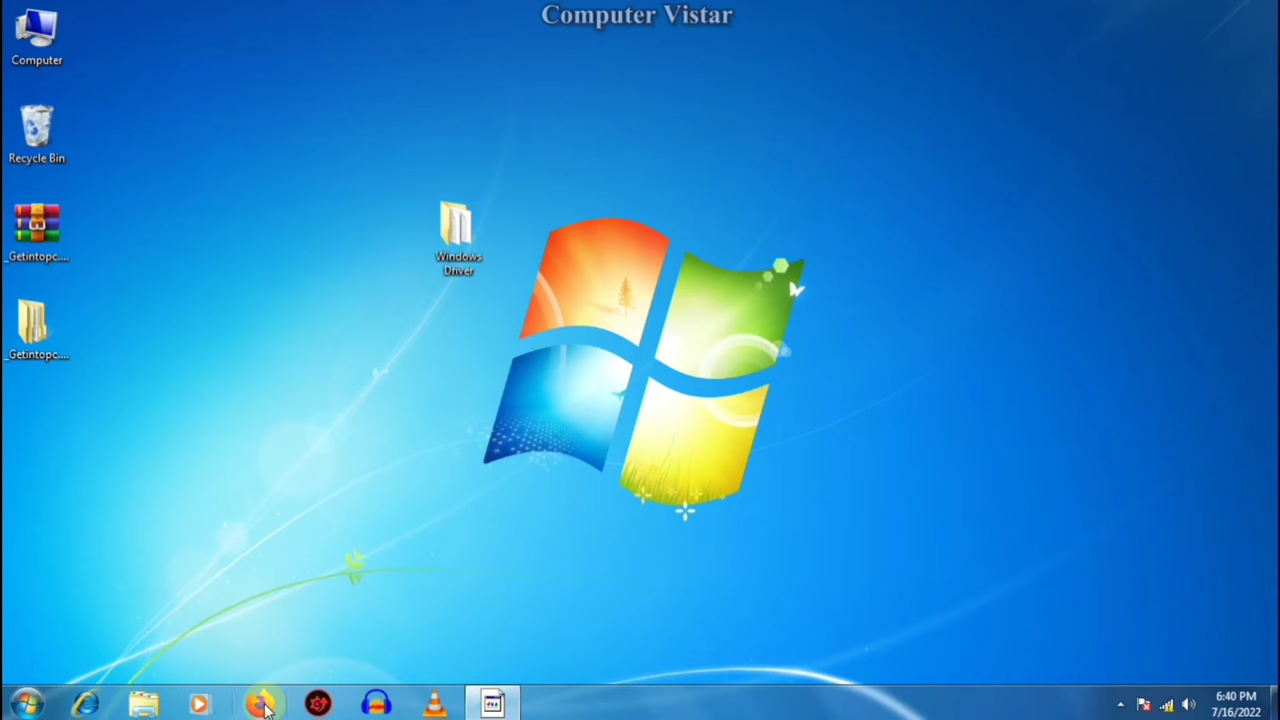 Computer Vistar
Computer
Recycle Bin
_Getintopc....
_Getintopc....
Windows
Driver
6:40 PM
7/16/2022